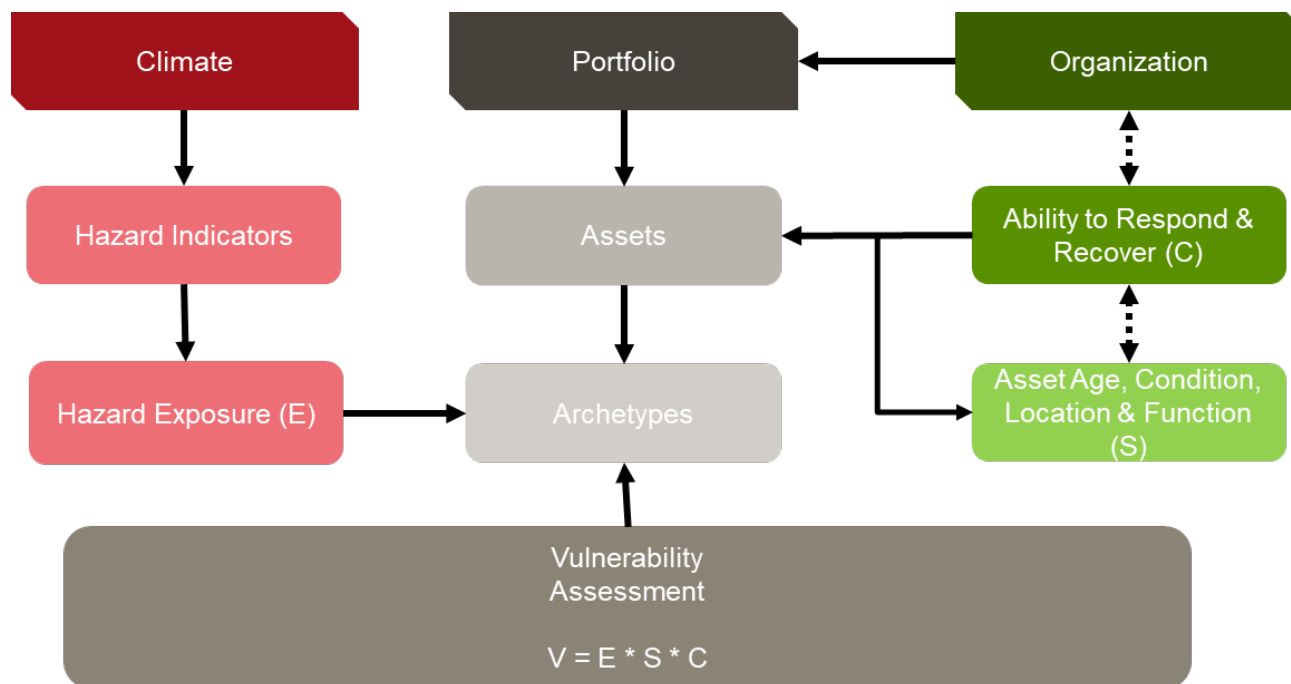 Climate
Portfolio
Organization
Hazard Indicators
Assets
Ability to Respond &
Recover (C)
Hazard Exposure (E)
Archetypes
Asset Age, Condition,
Location & Function
(S)
Vulnerability
Assessment
V = E * S * C